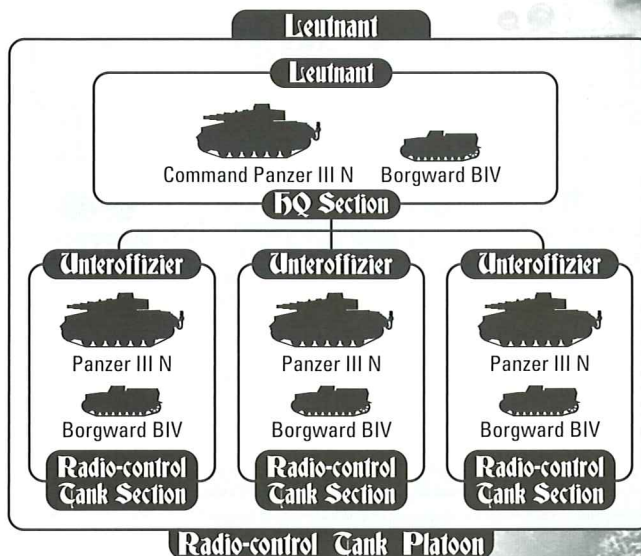 Leutnant
Leutnant
Command Panzer III N Borgward BIV
HQ Section
Unteroffizier Unteroffizier Unteroffizier
Panzer III N Panzer III N Panzer III N
Borgward BIV Borgward BIV Borgward BIV
Radio-control Radio-control Radio-control
Tank Section Tank Section Tank Section
Radio-control Tank Platoon